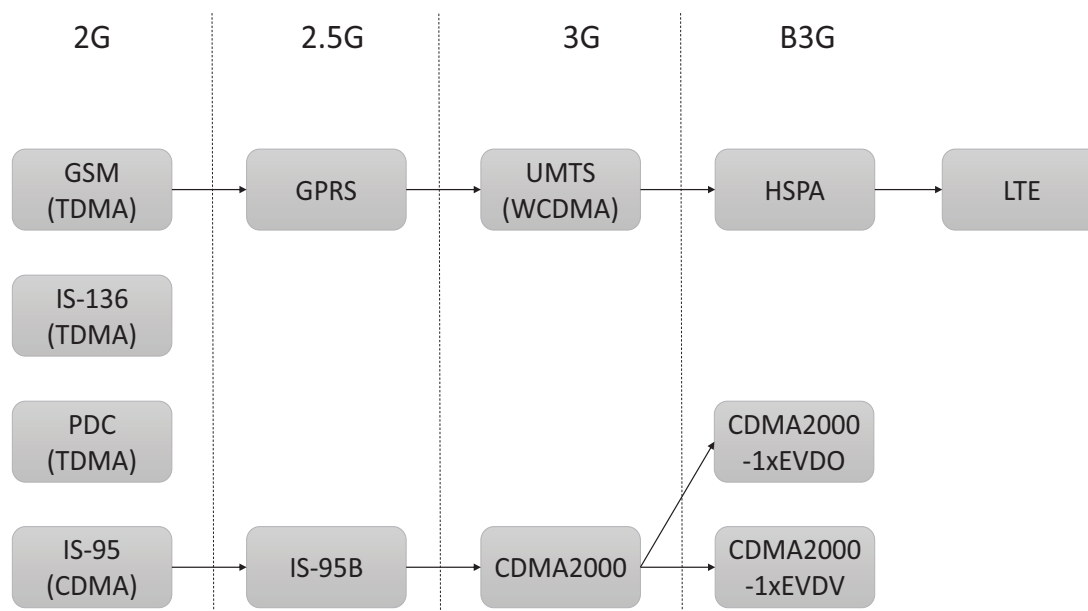 2G
2.5G
3G
B3G
GSM
(TDMA)
GPRS
UMTS
(WCDMA)
HSPA
LTE
IS-136
(TDMA)
PDC
(TDMA)
CDMA2000
-1xEVDO
IS-95
(CDMA)
IS-95B
CDMA2000
CDMA2000
-1xEVDV